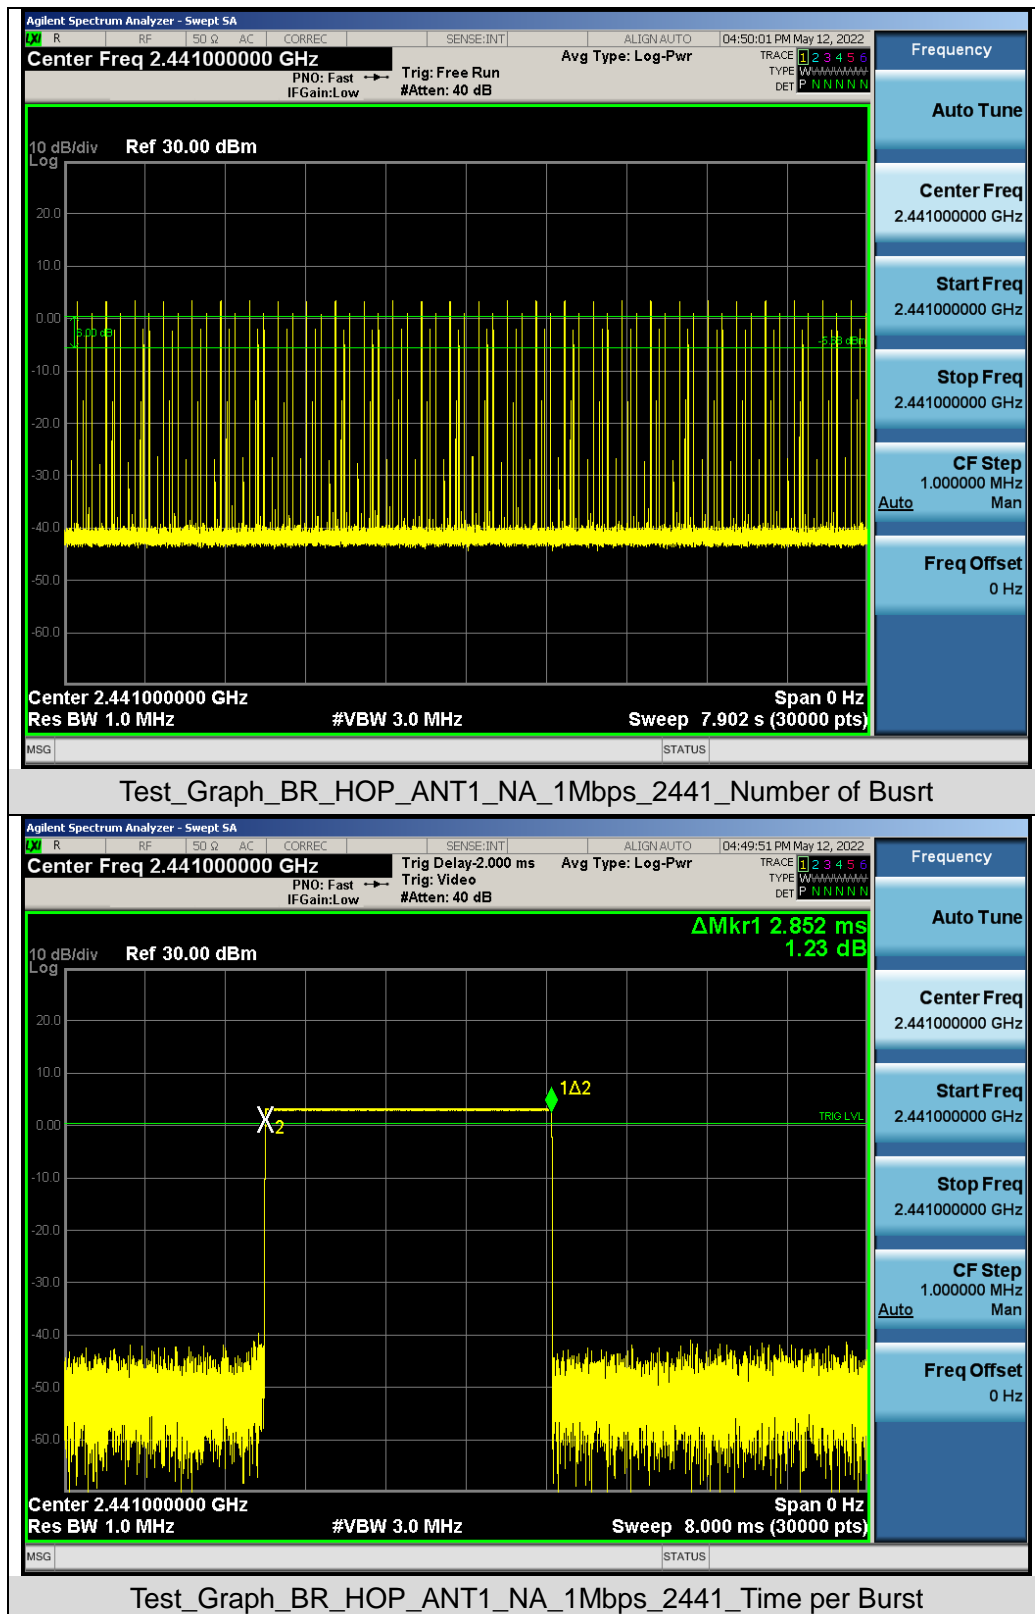 Agilent Spectrum Analyzer - Swept SA
LXI R RF 50 Ω AC CORREC SENSE:INT ALIGN AUTO 04:50:01 PM May 12, 2022
Center Freq 2.441000000 GHz
PNO: Fast
IFGain:Low
Trig: Free Run
#Atten: 40 dB
Avg Type: Log-Pwr
TRACE 1 2 3 4 5 6
TYPE W
DET P N N N N N
10 dB/div Ref 30.00 dBm
Log
20.0
10.0
0.00
-10.0
-20.0
-30.0
-40.0
-50.0
-60.0
6.00 dB
-5.58 dBm
Center 2.441000000 GHz Span 0 Hz
Res BW 1.0 MHz #VBW 3.0 MHz Sweep 7.902 s (30000 pts)
MSG STATUS
Frequency
Auto Tune
Center Freq
2.441000000 GHz
Start Freq
2.441000000 GHz
Stop Freq
2.441000000 GHz
CF Step
1.000000 MHz
Auto Man
Freq Offset
0 Hz
Test_Graph_BR_HOP_ANT1_NA_1Mbps_2441_Number of Busrt
Agilent Spectrum Analyzer - Swept SA
LXI R RF 50 Ω AC CORREC SENSE:INT ALIGN AUTO 04:49:51 PM May 12, 2022
Center Freq 2.441000000 GHz
PNO: Fast
IFGain:Low
Trig Delay-2.000 ms
Trig: Video
#Atten: 40 dB
Avg Type: Log-Pwr
TRACE 1 2 3 4 5 6
TYPE W
DET P N N N N N
ΔMkr1 2.852 ms
1.23 dB
10 dB/div Ref 30.00 dBm
Log
20.0
10.0
0.00
-10.0
-20.0
-30.0
-40.0
-50.0
-60.0
1Δ2
2
TRIG LVL
Center 2.441000000 GHz Span 0 Hz
Res BW 1.0 MHz #VBW 3.0 MHz Sweep 8.000 ms (30000 pts)
MSG STATUS
Frequency
Auto Tune
Center Freq
2.441000000 GHz
Start Freq
2.441000000 GHz
Stop Freq
2.441000000 GHz
CF Step
1.000000 MHz
Auto Man
Freq Offset
0 Hz
Test_Graph_BR_HOP_ANT1_NA_1Mbps_2441_Time per Burst